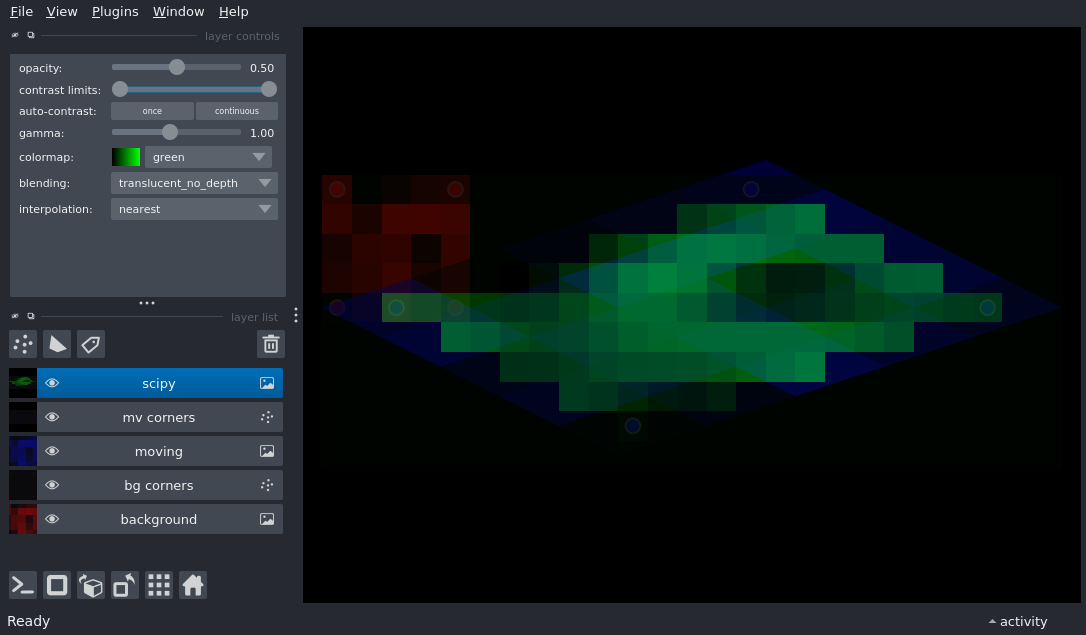 File View Plugins Window Help
layer controls
opacity: 0.50
contrast limits:
auto-contrast: once continuous
gamma: 1.00
colormap: green
blending: translucent_no_depth
interpolation: nearest
layer list
scipy
mv corners
moving
bg corners
background
Ready activity